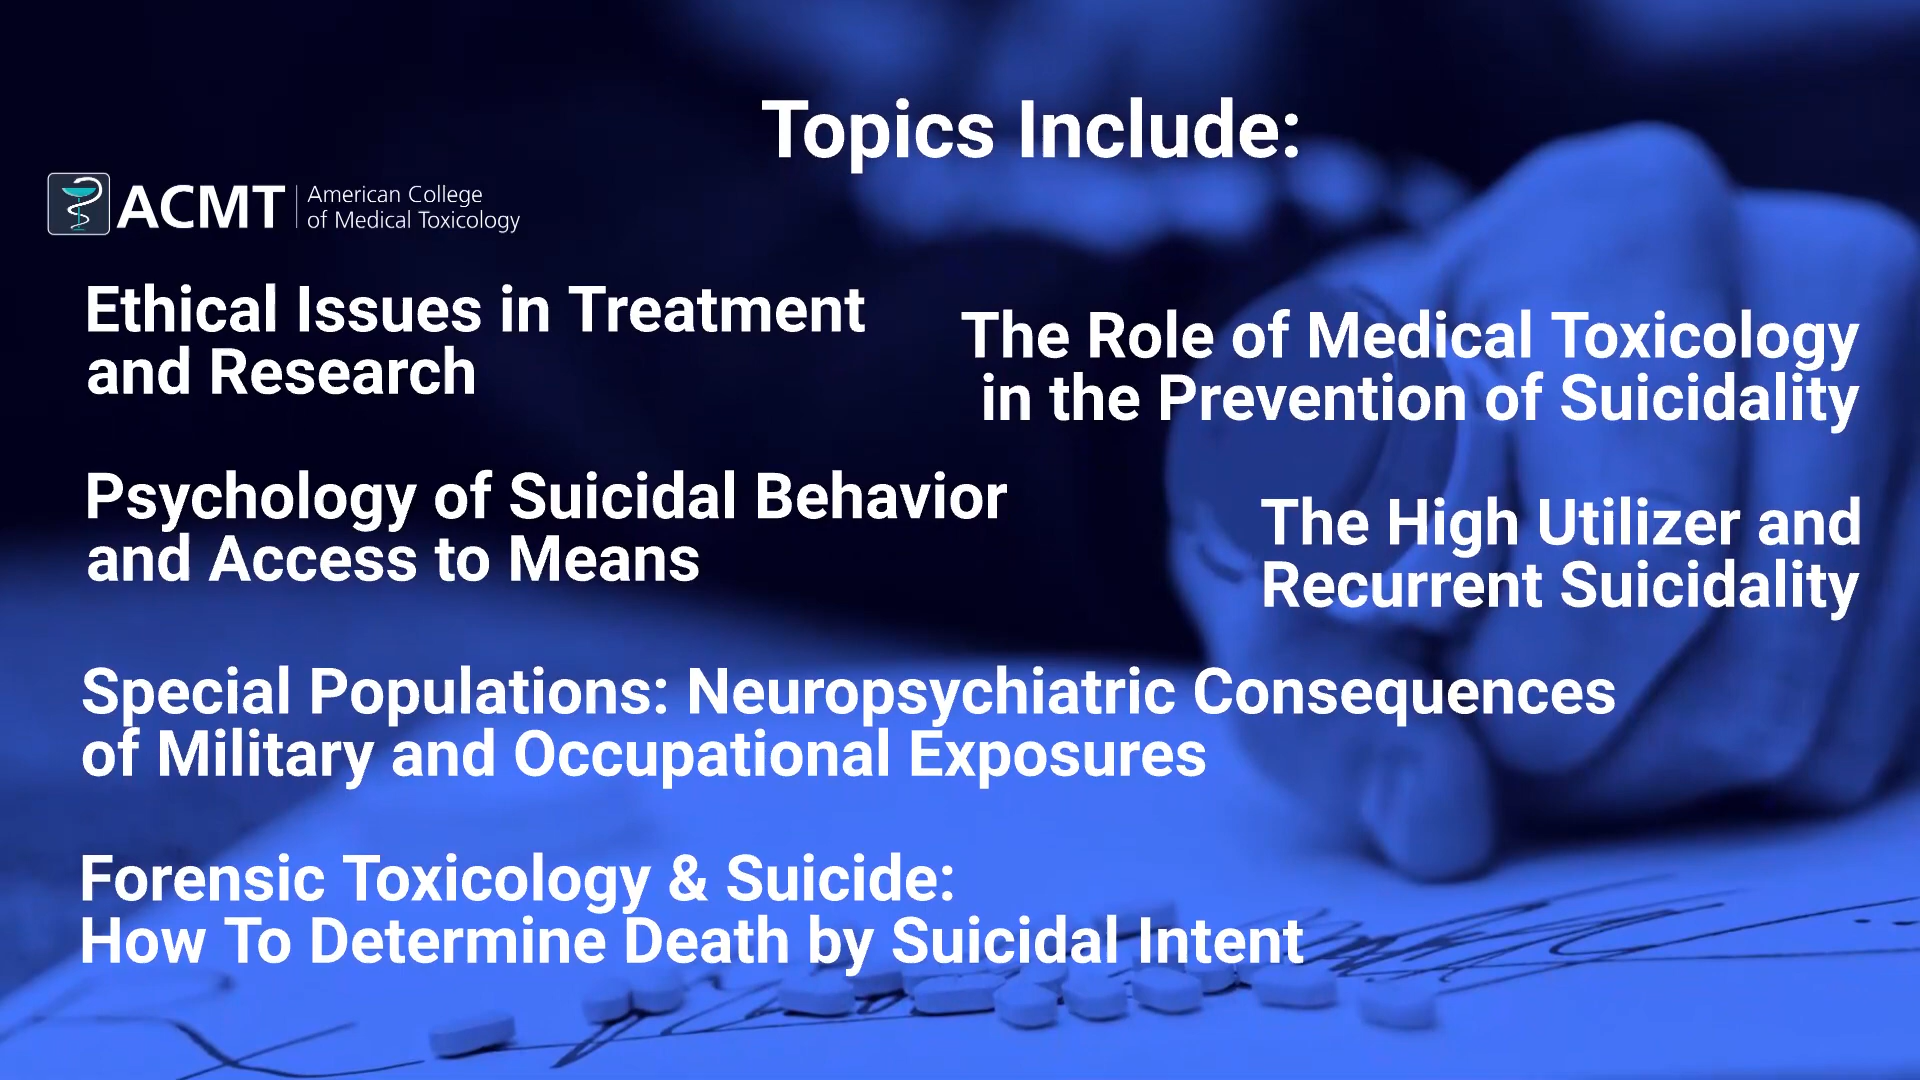 Topics Include:
ACMT
American College
of Medical Toxicology
Ethical Issues in Treatment
and Research
The Role of Medical Toxicology
in the Prevention of Suicidality
Psychology of Suicidal Behavior
and Access to Means
The High Utilizer and
Recurrent Suicidality
Special Populations: Neuropsychiatric Consequences
of Military and Occupational Exposures
Forensic Toxicology & Suicide:
How To Determine Death by Suicidal Intent